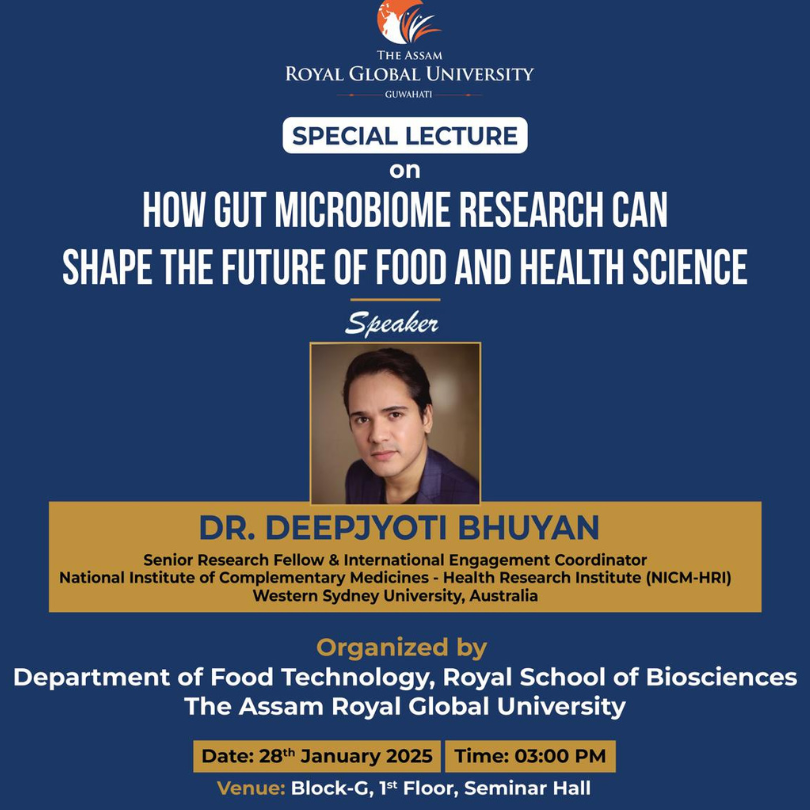 THE ASSAM
ROYAL GLOBAL UNIVERSITY
GUWAHATI
SPECIAL LECTURE
on
HOW GUT MICROBIOME RESEARCH CAN
SHAPE THE FUTURE OF FOOD AND HEALTH SCIENCE
Speaker
DR. DEEPJYOTI BHUYAN
Senior Research Fellow & International Engagement Coordinator
National Institute of Complementary Medicines - Health Research Institute (NICM-HRI)
Western Sydney University, Australia
Organized by
Department of Food Technology, Royal School of Biosciences
The Assam Royal Global University
Date: 28th January 2025 Time: 03:00 PM
Venue: Block-G, 1st Floor, Seminar Hall